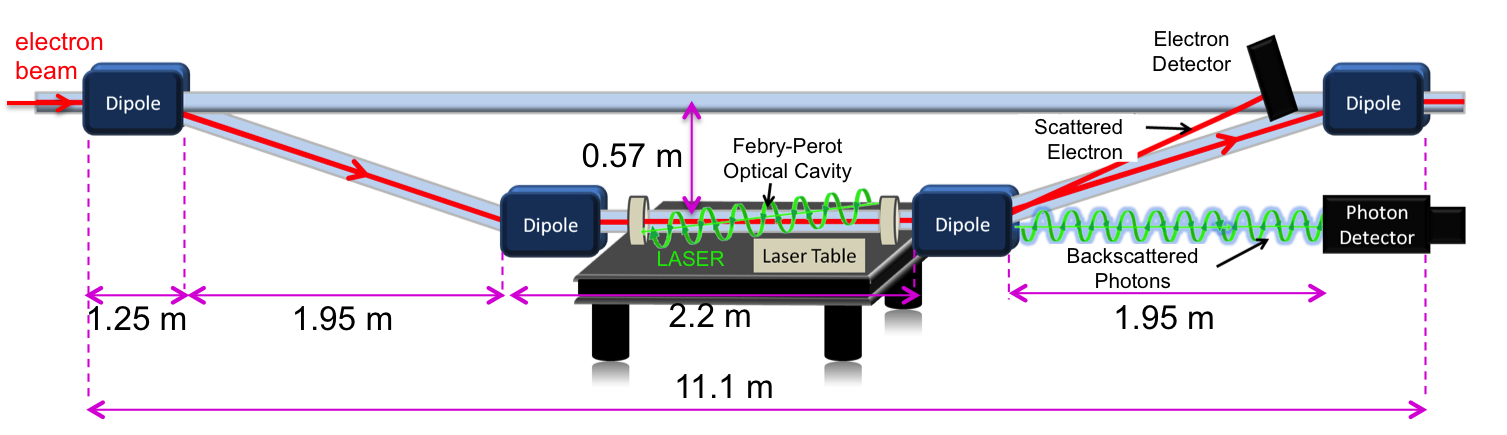 electron
beam
Dipole
Electron
Detector
Dipole
Scattered
Electron
0.57 m
Febry-Perot
Optical Cavity
Dipole
Dipole
LASER
Laser Table
Photon
Detector
Backscattered
Photons
1.25 m
1.95 m
2.2 m
1.95 m
11.1 m